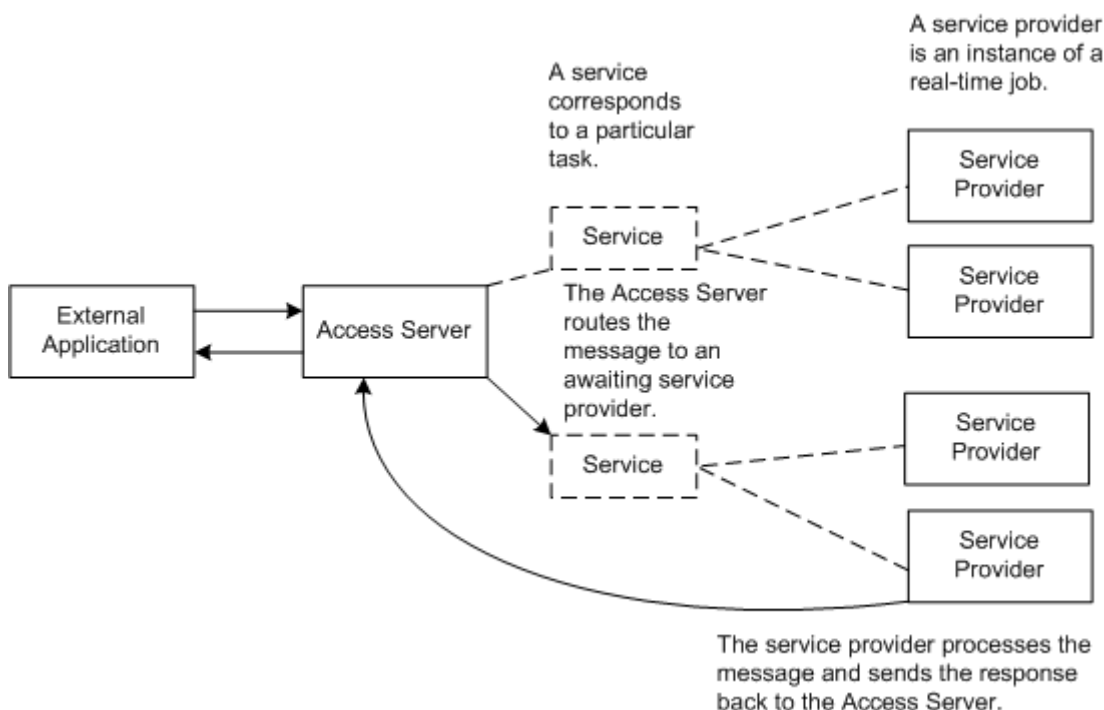 A service provider
is an instance of a
real-time job.
A service
corresponds
to a particular
task.
Service
Provider
Service
Service
Provider
The Access Server
routes the
message to an
awaiting service
provider.
External
Application
Access Server
Service
Provider
Service
Service
Provider
The service provider processes the
message and sends the response
back to the Access Server.